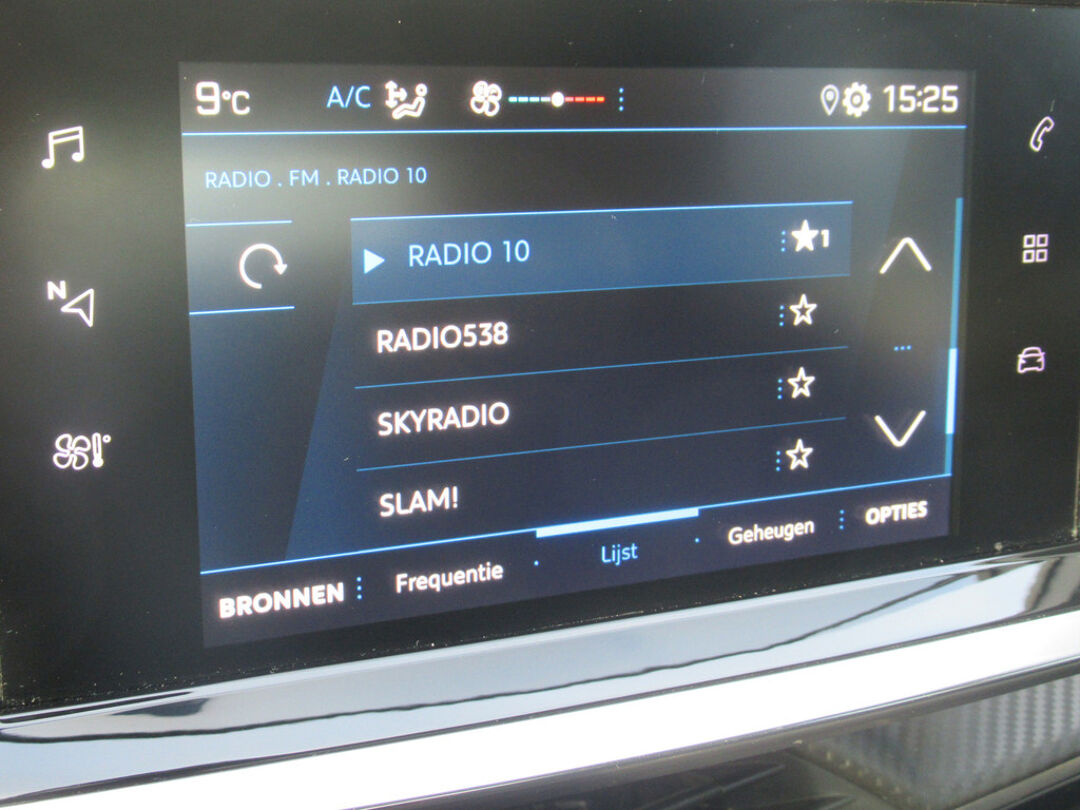 9°C A/C 15:25
RADIO . FM . RADIO 10
RADIO 10 1
RADIO538
SKYRADIO
SLAM!
BRONNEN Frequentie Lijst Geheugen OPTIES
N